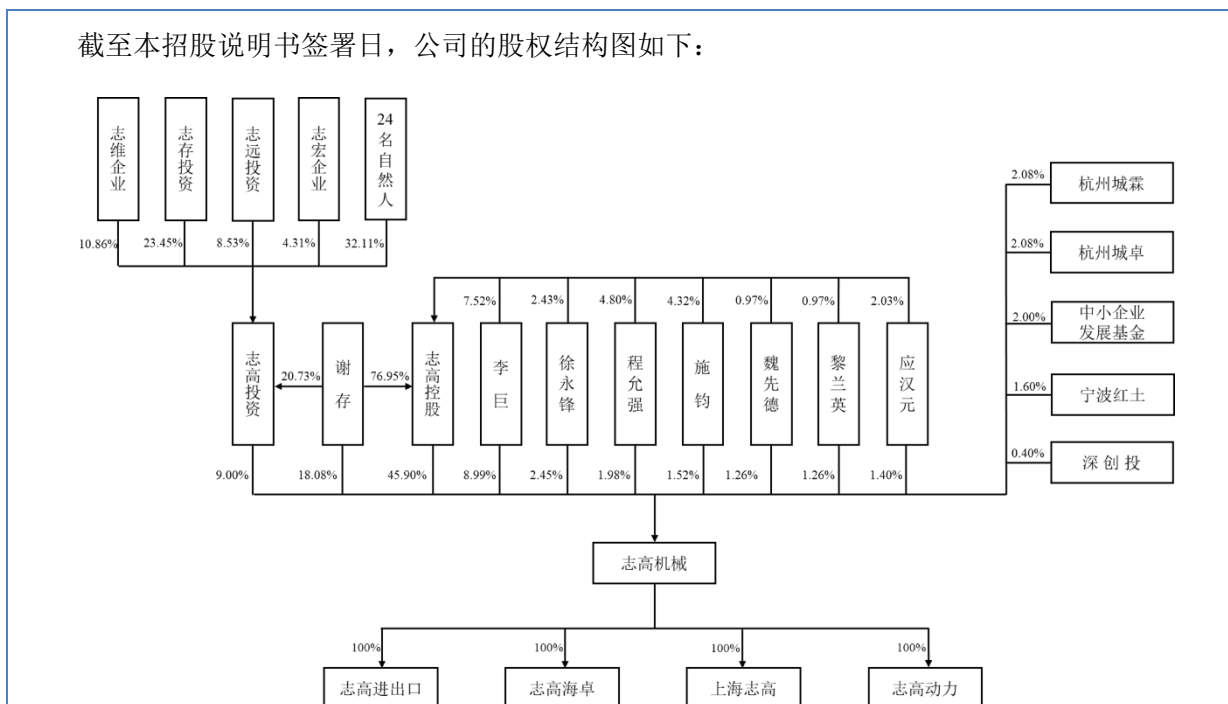 截至本招股说明书签署日，公司的股权结构图如下：
志维企业
志存投资
志远投资
志宏企业
24名自然人
10.86%
23.45%
8.53%
4.31%
32.11%
2.08%
杭州城霖
2.08%
杭州城卓
2.00%
中小企业
发展基金
1.60%
宁波红土
0.40%
深创投
7.52%
2.43%
4.80%
4.32%
0.97%
0.97%
2.03%
志高投资
20.73%
谢存
76.95%
志高控股
李巨
徐永锋
程允强
施钧
魏先德
黎兰英
应汉元
9.00%
18.08%
45.90%
8.99%
2.45%
1.98%
1.52%
1.26%
1.26%
1.40%
志高机械
100%
100%
100%
100%
志高进出口
志高海卓
上海志高
志高动力